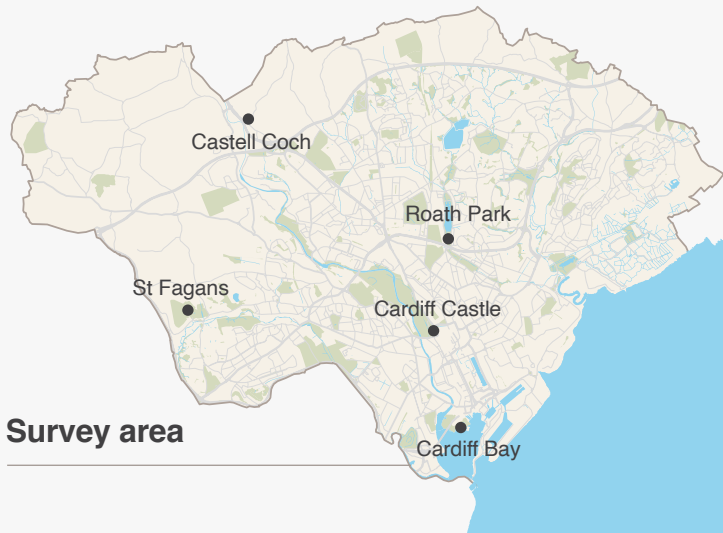 Castell Coch
Roath Park
St Fagans
Cardiff Castle
Survey area
Cardiff Bay